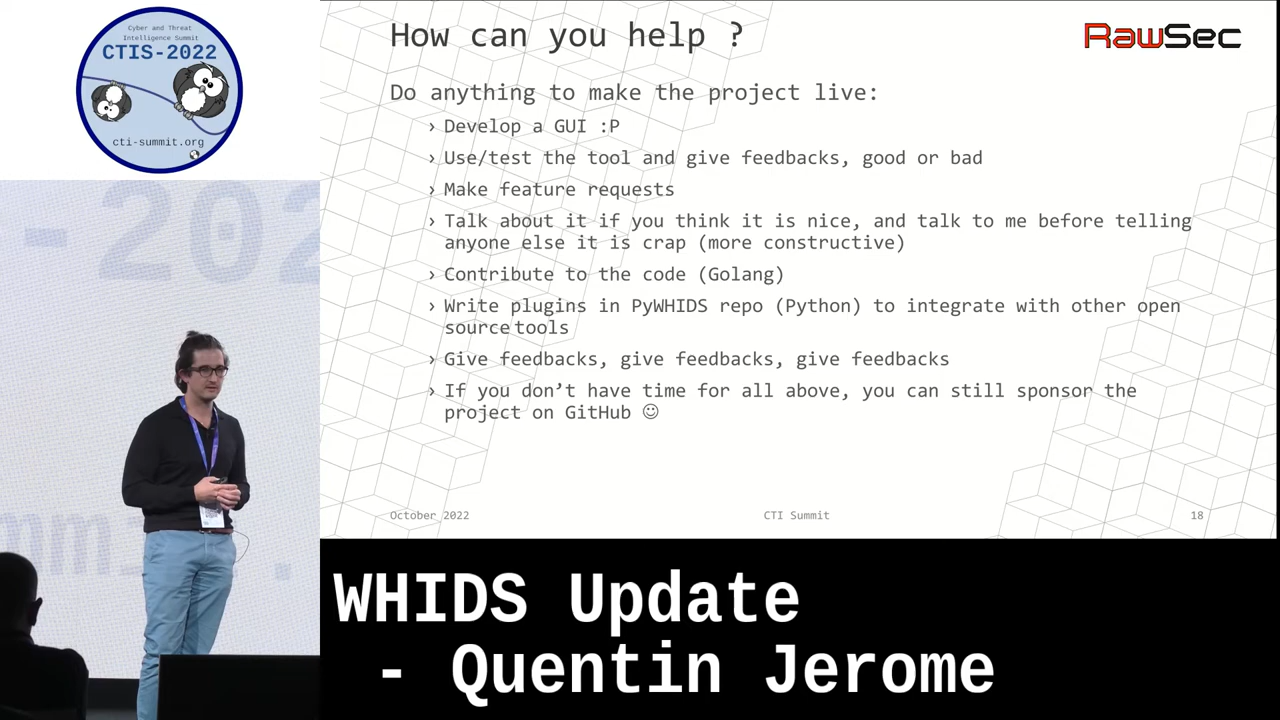 Cyber and Threat
Intelligence Summit
CTIS-2022
cti-summit.org
How can you help ?
RawSec
Do anything to make the project live:
› Develop a GUI :P
› Use/test the tool and give feedbacks, good or bad
› Make feature requests
› Talk about it if you think it is nice, and talk to me before telling
anyone else it is crap (more constructive)
› Contribute to the code (Golang)
› Write plugins in PyWHIDS repo (Python) to integrate with other open
source tools
› Give feedbacks, give feedbacks, give feedbacks
› If you don’t have time for all above, you can still sponsor the
project on GitHub ☺
October 2022
CTI Summit
18
-202
WHIDS Update
- Quentin Jerome